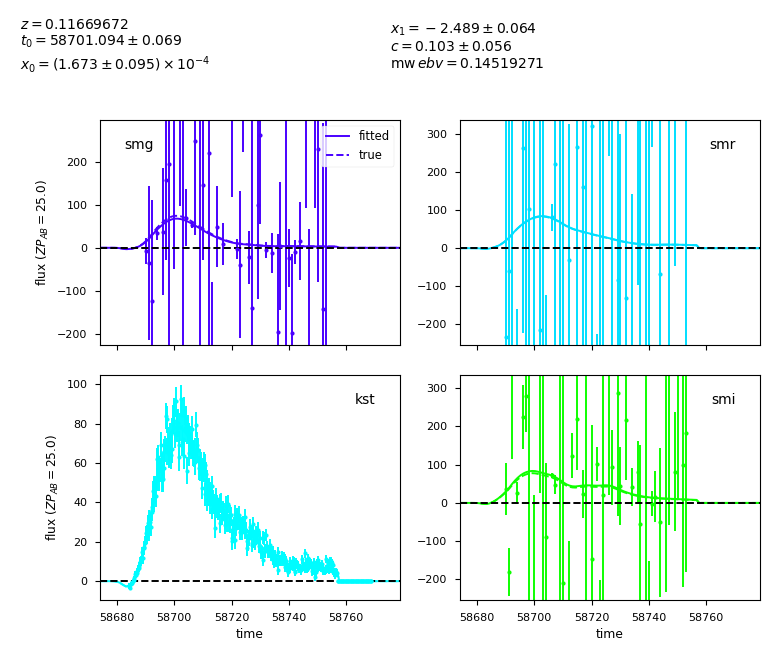 z = 0.11669672
t₀ = 58701.094 ± 0.069
x₀ = (1.673 ± 0.095) × 10⁻⁴
x₁ = −2.489 ± 0.064
c = 0.103 ± 0.056
mw ebv = 0.14519271
smg
fitted
true
200
100
0
−100
−200
flux (ZP_AB = 25.0)
smr
300
200
100
0
−100
−200
kst
100
80
60
40
20
0
flux (ZP_AB = 25.0)
58680
58700
58720
58740
58760
time
smi
300
200
100
0
−100
−200
58680
58700
58720
58740
58760
time